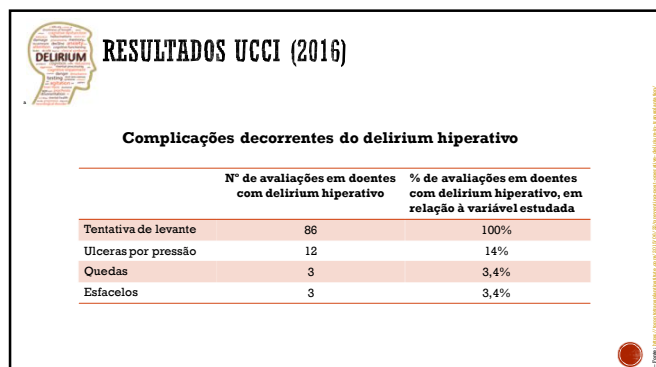 DELIRIUM
RESULTADOS UCCI (2016)
Complicações decorrentes do delirium hiperativo
Nº de avaliações em doentes com delirium hiperativo
% de avaliações em doentes com delirium hiperativo, em relação à variável estudada
Tentativa de levante 86 100%
Ulceras por pressão 12 14%
Quedas 3 3,4%
Esfacelos 3 3,4%